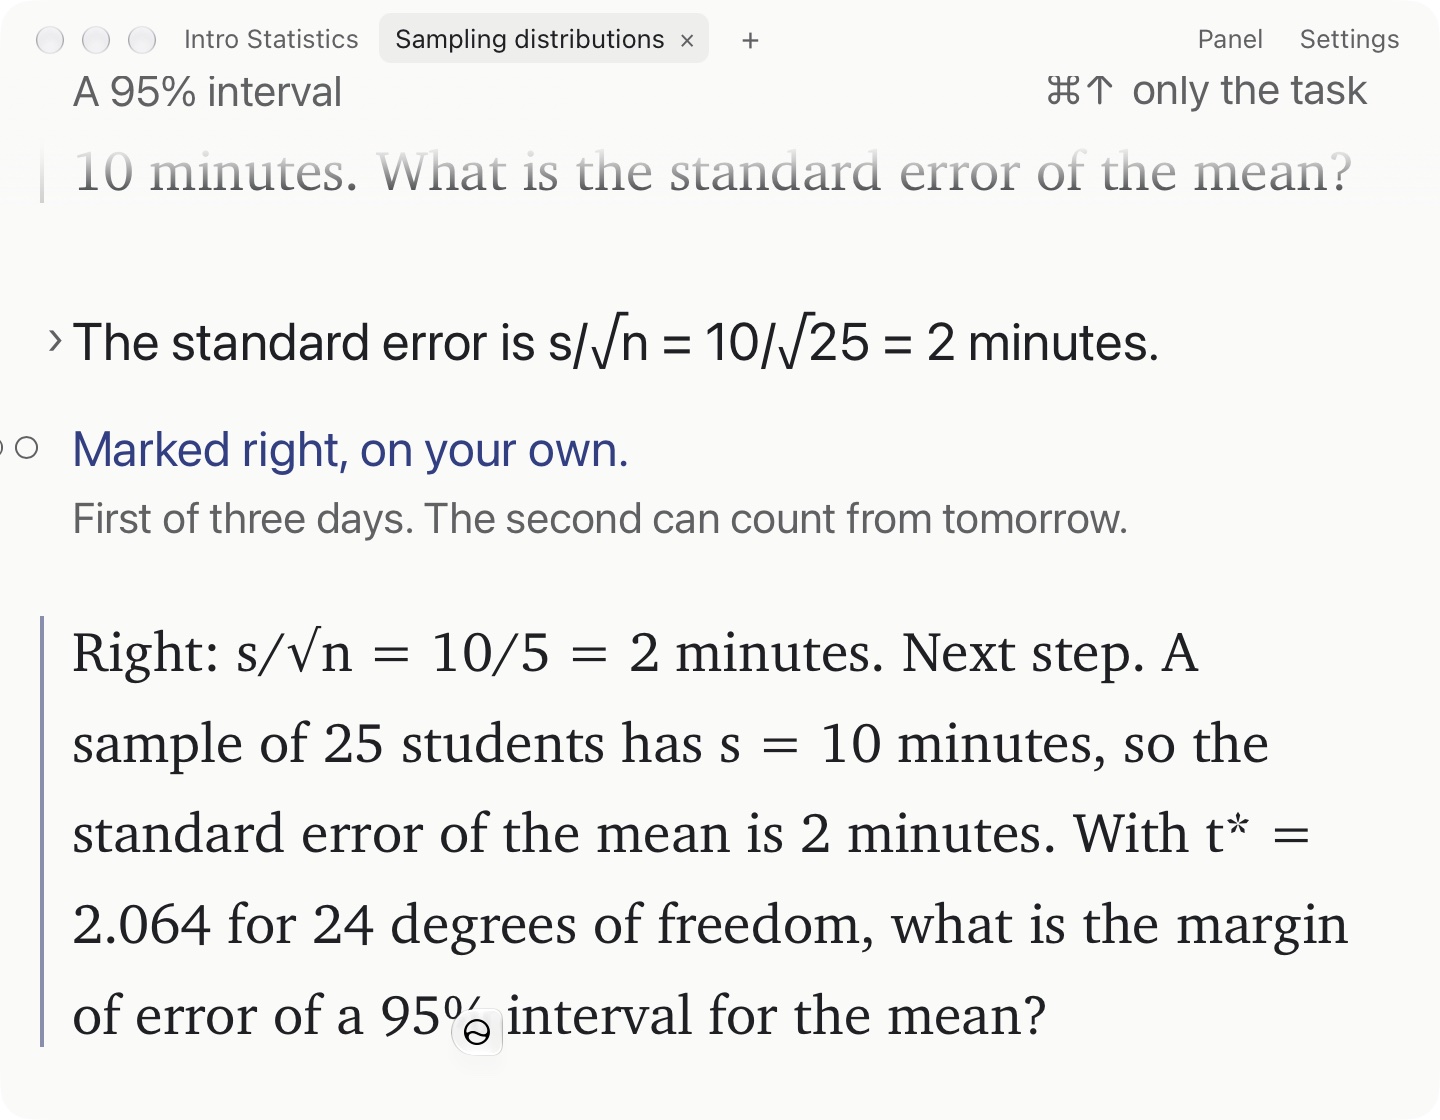 Intro Statistics Sampling distributions × + Panel Settings
A 95% interval ⌘↑ only the task
10 minutes. What is the standard error of the mean?
› The standard error is s/√n = 10/√25 = 2 minutes.
Marked right, on your own.
First of three days. The second can count from tomorrow.
Right: s/√n = 10/5 = 2 minutes. Next step. A
sample of 25 students has s = 10 minutes, so the
standard error of the mean is 2 minutes. With t* =
2.064 for 24 degrees of freedom, what is the margin
of error of a 95% interval for the mean?